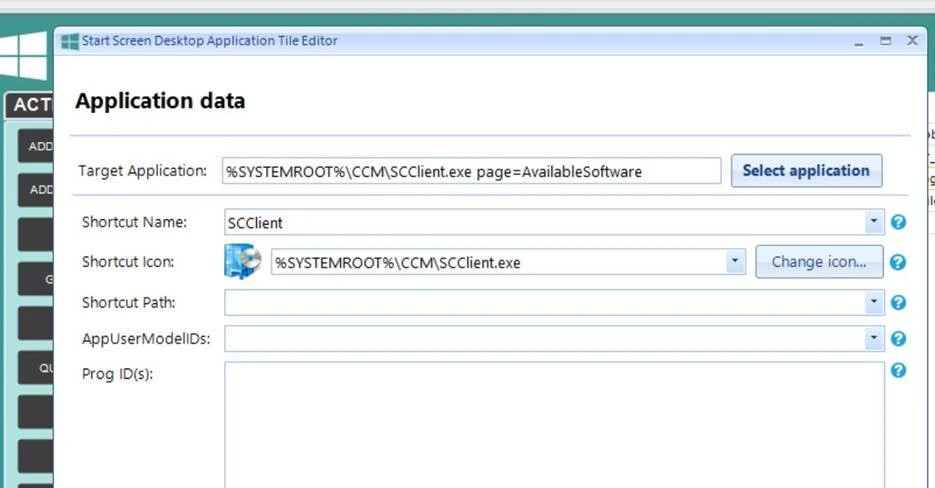 Start Screen Desktop Application Tile Editor
ACT
Application data
ADD
Target Application: %SYSTEMROOT%\CCM\SCClient.exe page=AvailableSoftware Select application
ADD
Shortcut Name: SCClient
Shortcut Icon: %SYSTEMROOT%\CCM\SCClient.exe Change icon...
Shortcut Path:
AppUserModelIDs:
Prog ID(s):
QU